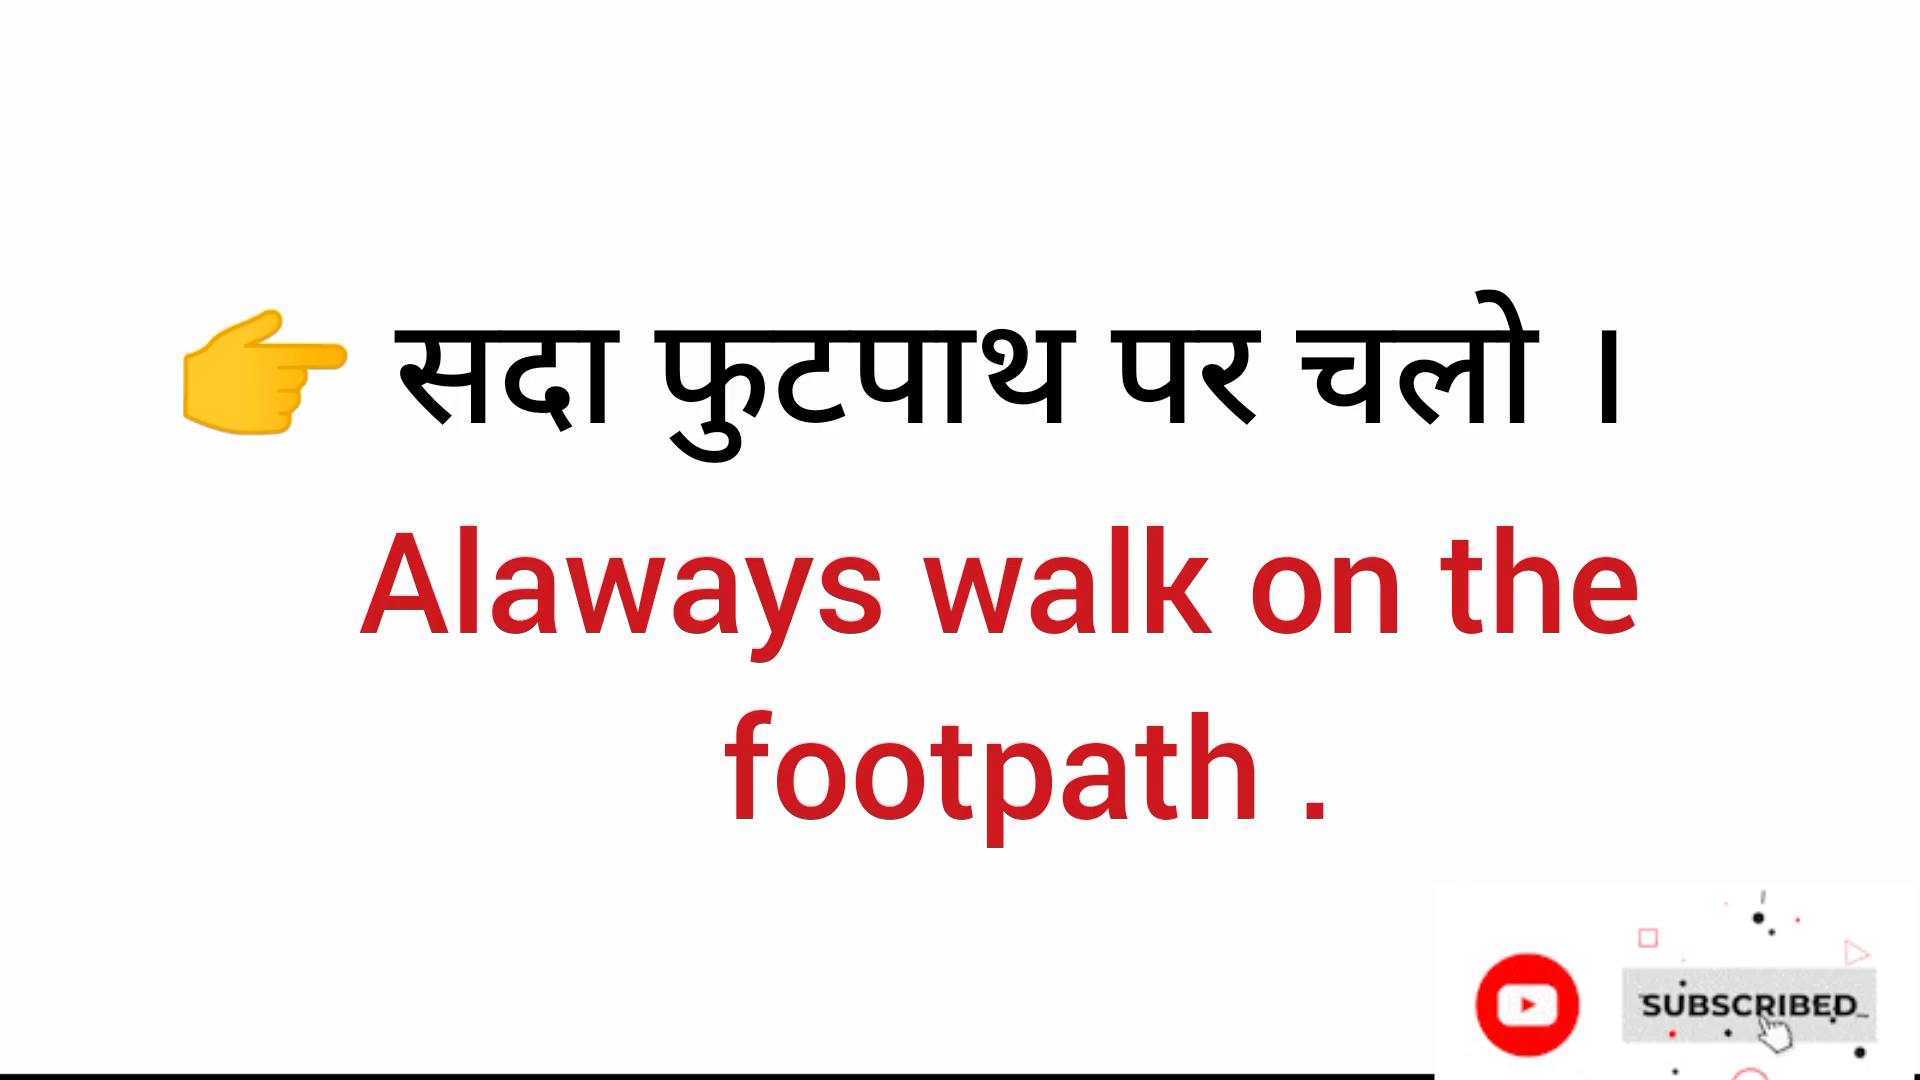 👉 सदा फुटपाथ पर चलो ।
Alaways walk on the
footpath .
SUBSCRIBED